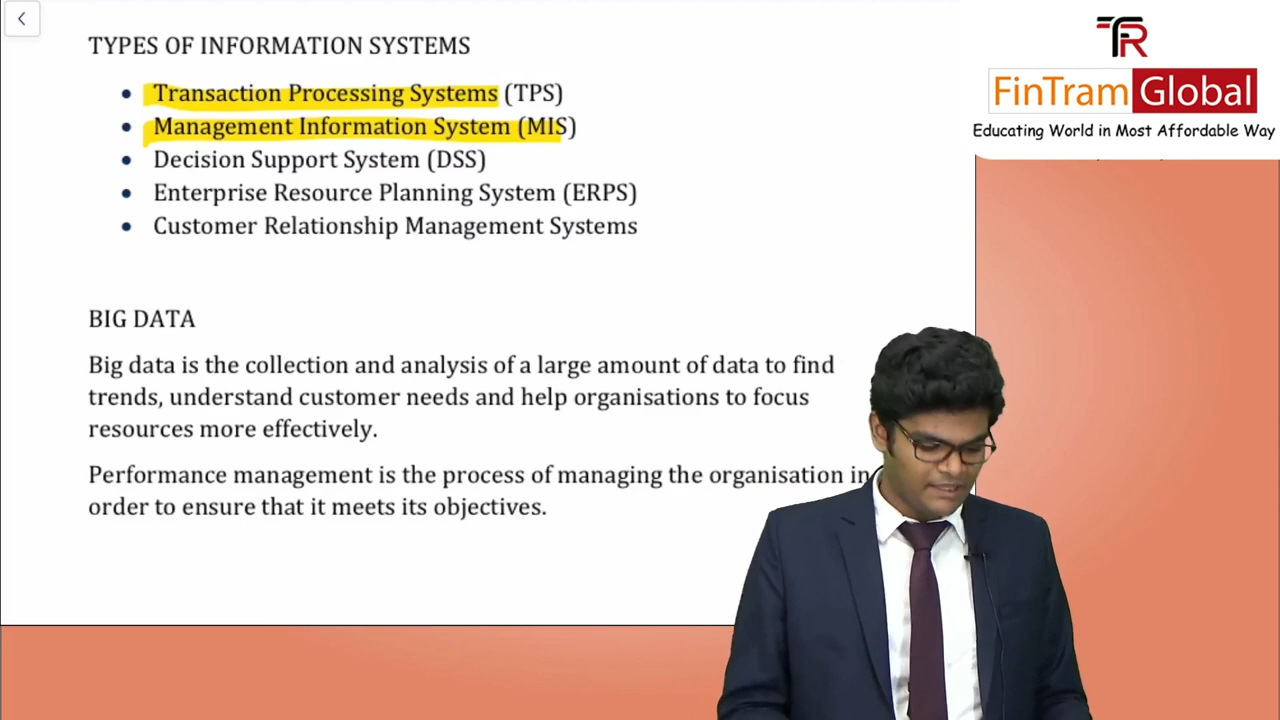 TYPES OF INFORMATION SYSTEMS
• Transaction Processing Systems (TPS)
• Management Information System (MIS)
• Decision Support System (DSS)
• Enterprise Resource Planning System (ERPS)
• Customer Relationship Management Systems
BIG DATA
Big data is the collection and analysis of a large amount of data to find
trends, understand customer needs and help organisations to focus
resources more effectively.
Performance management is the process of managing the organisation in
order to ensure that it meets its objectives.
FinTram Global
Educating World in Most Affordable Way